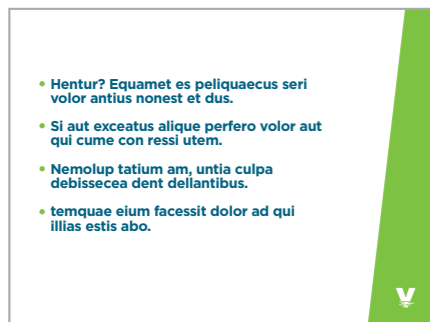 • Hentur? Equamet es peliquaecus seri
volor antius nonest et dus.
• Si aut exceatus alique perfero volor aut
qui cume con ressi utem.
• Nemolup tatium am, untia culpa
debissecea dent dellantibus.
• temquae eium facessit dolor ad qui
illias estis abo.
V